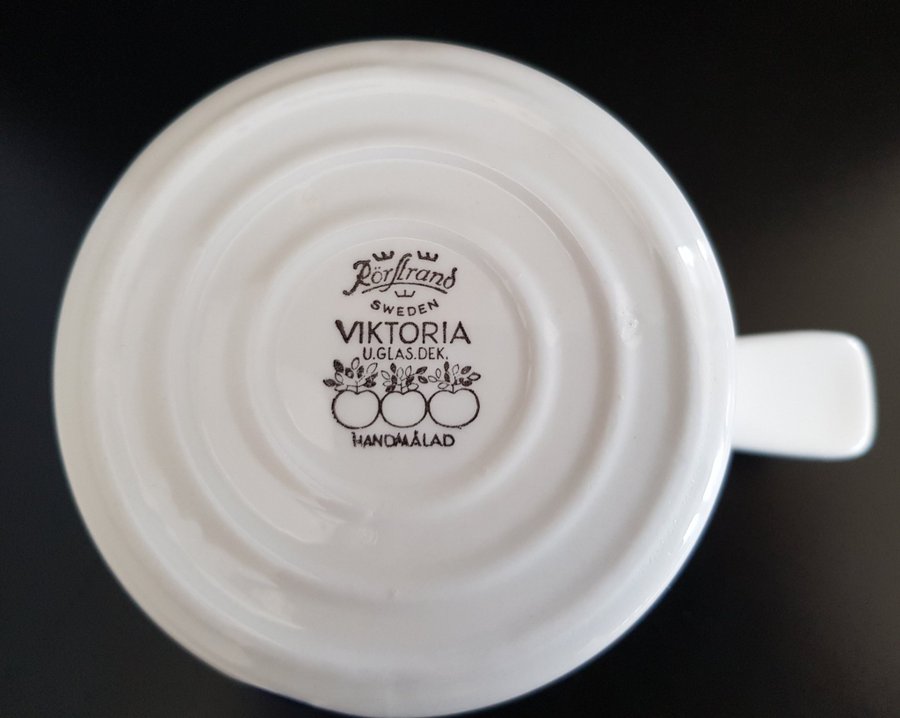 Rörstrand
SWEDEN
VIKTORIA
U.GLAS.DEK.
HANDMÅLAD